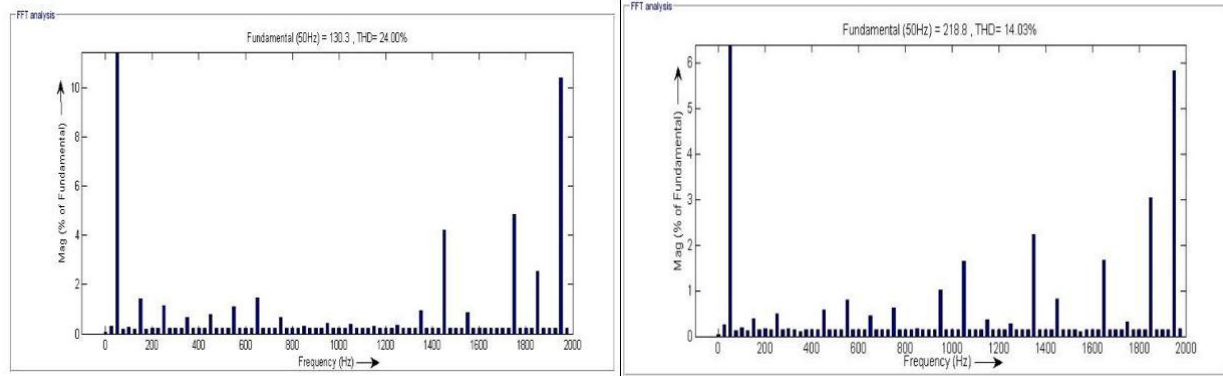 FFT analysis
Fundamental (50Hz) = 130.3 , THD= 24.00%
Mag (% of Fundamental)
10
8
6
4
2
0
0 200 400 600 800 1000 1200 1400 1600 1800 2000
Frequency (Hz)
FFT analysis
Fundamental (50Hz) = 218.8 , THD= 14.03%
Mag (% of Fundamental)
6
5
4
3
2
1
0
0 200 400 600 800 1000 1200 1400 1600 1800 2000
Frequency (Hz)